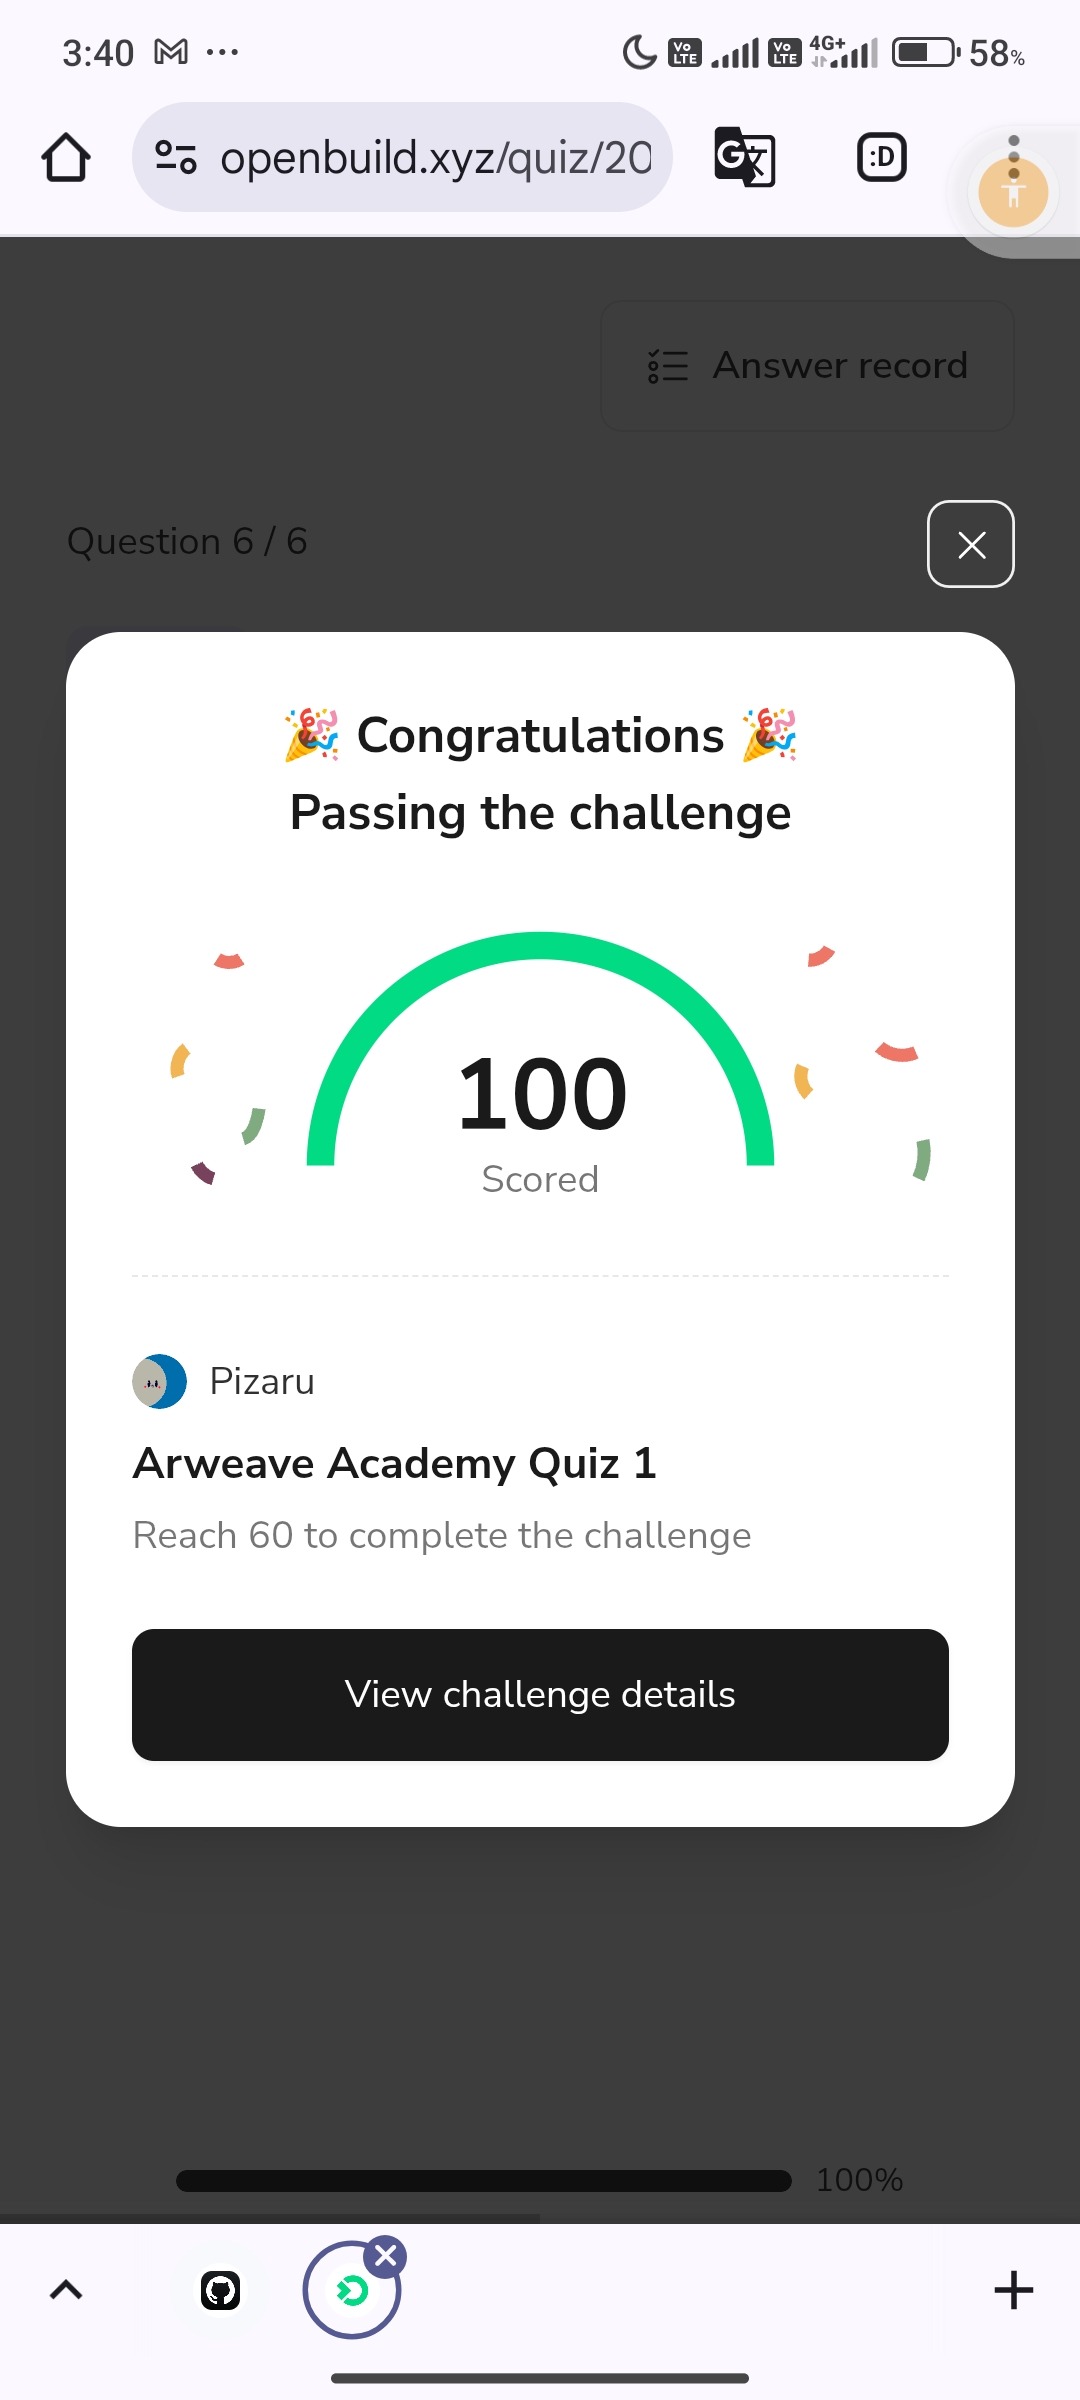 3:40
Vo LTE
Vo LTE
4G+
58%
openbuild.xyz/quiz/20
G文
:D
Answer record
Question 6 / 6
🎉 Congratulations 🎉
Passing the challenge
100
Scored
Pizaru
Arweave Academy Quiz 1
Reach 60 to complete the challenge
View challenge details
100%